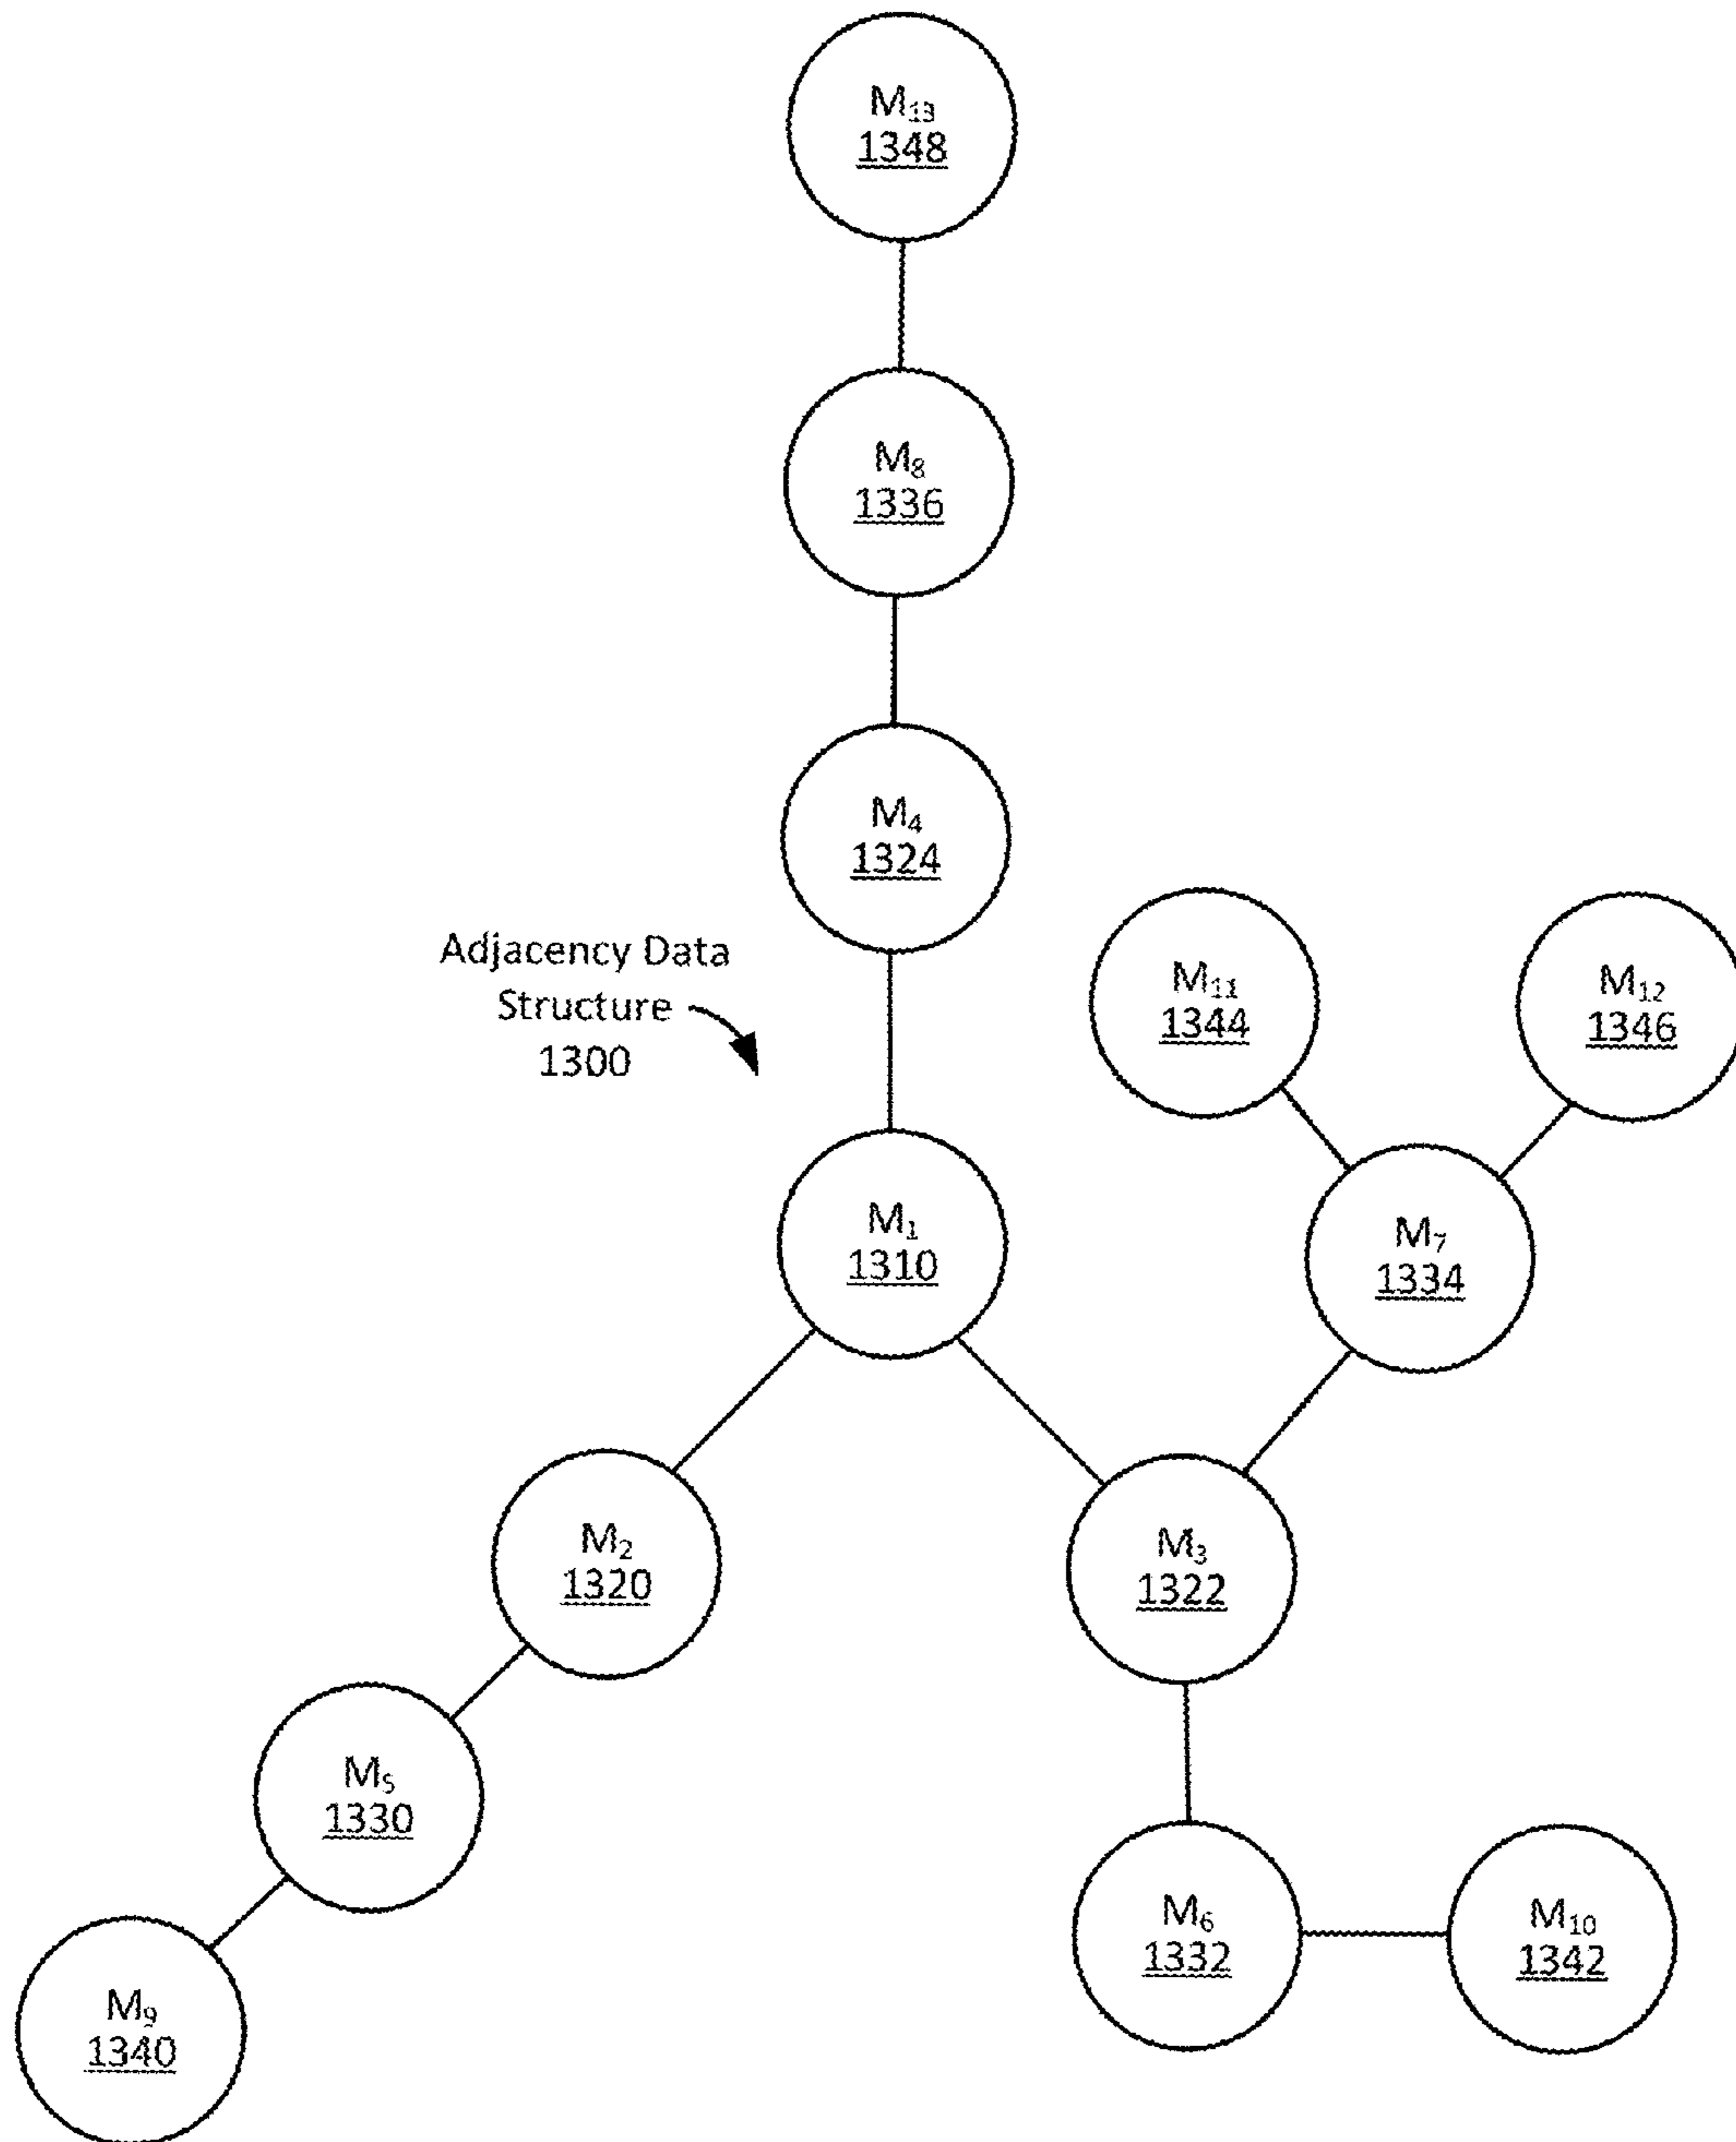 M₁₃
1348
M₈
1336
M₄
1324
Adjacency Data
Structure
1300
M₁₁
1344
M₁₂
1346
M₁
1310
M₇
1334
M₂
1320
M₃
1322
M₅
1330
M₆
1332
M₁₀
1342
M₉
1340